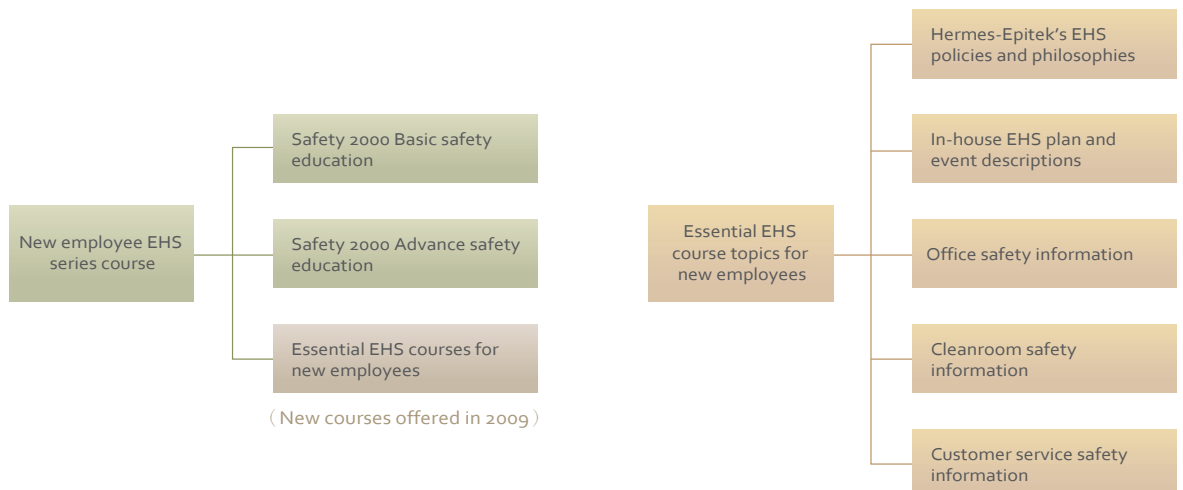 New employee EHS
series course
Safety 2000 Basic safety
education
Safety 2000 Advance safety
education
Essential EHS courses for
new employees
(New courses offered in 2009)
Essential EHS
course topics for
new employees
Hermes-Epitek's EHS
policies and philosophies
In-house EHS plan and
event descriptions
Office safety information
Cleanroom safety
information
Customer service safety
information